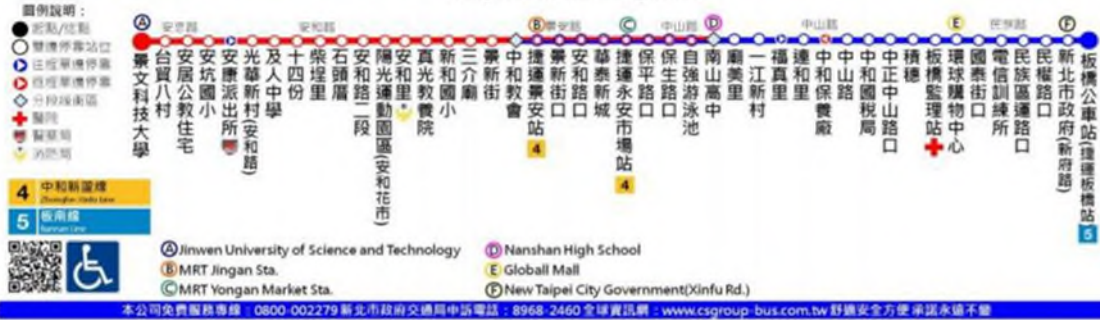 圖例說明：
起點/終點
雙邊停靠站位
往程單邊停靠
返程單邊停靠
分段緩衝區
醫院
警察局
消防局
4 中和新蘆線
Zhonghe-Xinlu Line
5 板南線
Bannan Line
A 安忠路 安和路 B 景安路 C 中山路 D 中山路 E 民族路 F
景文科技大學
台貿八村
安居公教住宅
安坑國小
安康派出所
光華新村(安和路)
及人中學
十四份
柴埕里
石頭厝
安和路二段
陽光運動園區(安和花市)
安和里
真光教養院
新和國小
三介廟
景新街
中和教會
捷運景安站 4
景新街口
安和路口
華泰新城
捷運永安市場站 4
保平路口
保生路口
自強游泳池
南山高中
廟美里
一江新村
福真里
連和里
中和保養廠
中山路
中和國稅局
中正中山路口
積穗
板橋監理站
環球購物中心
國泰街口
電信訓練所
民族區運路口
民權路口
新北市政府(新府路)
板橋公車站(捷運板橋站) 5
A Jinwen University of Science and Technology
B MRT Jingan Sta.
C MRT Yongan Market Sta.
D Nanshan High School
E Globall Mall
F New Taipei City Government(Xinfu Rd.)
本公司免費服務專線：0800-002279 新北市政府交通局申訴電話：8968-2460 全球資訊網：www.csgroup-bus.com.tw 舒適安全方便 承諾永遠不變